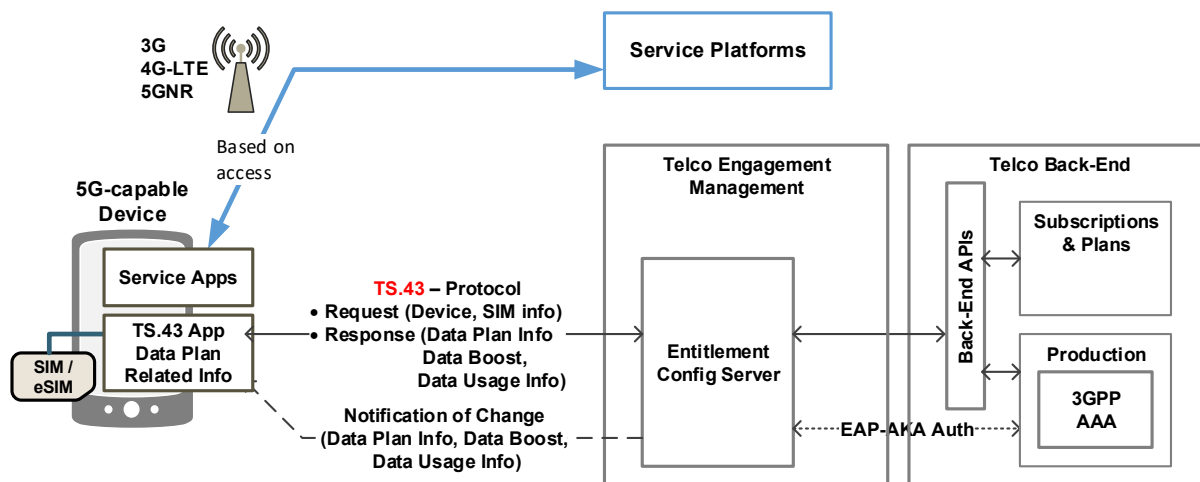 3G
4G-LTE
5GNR
Service Platforms
Based on
access
5G-capable
Device
Service Apps
TS.43 App
Data Plan
Related Info
SIM /
eSIM
TS.43 – Protocol
• Request (Device, SIM info)
• Response (Data Plan Info
Data Boost,
Data Usage Info)
Notification of Change
(Data Plan Info, Data Boost,
Data Usage Info)
Telco Engagement
Management
Entitlement
Config Server
EAP-AKA Auth
Telco Back-End
Back-End APIs
Subscriptions
& Plans
Production
3GPP
AAA